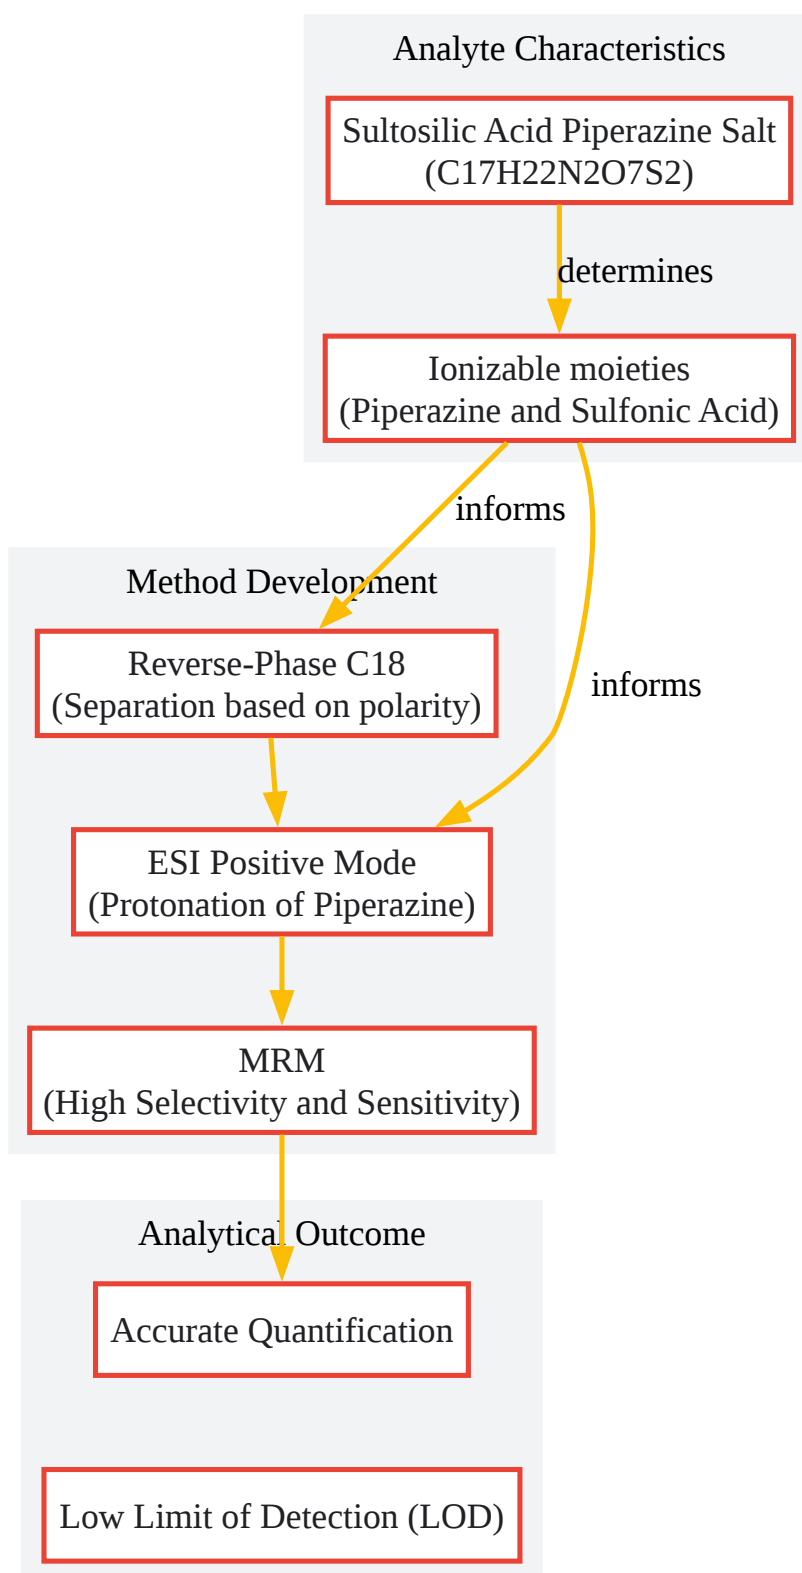 Analyte Characteristics
Sultosilic Acid Piperazine Salt
(C17H22N2O7S2)
determines
Ionizable moieties
(Piperazine and Sulfonic Acid)
informs
Method Development
Reverse-Phase C18
(Separation based on polarity)
informs
ESI Positive Mode
(Protonation of Piperazine)
MRM
(High Selectivity and Sensitivity)
Analytical Outcome
Accurate Quantification
Low Limit of Detection (LOD)